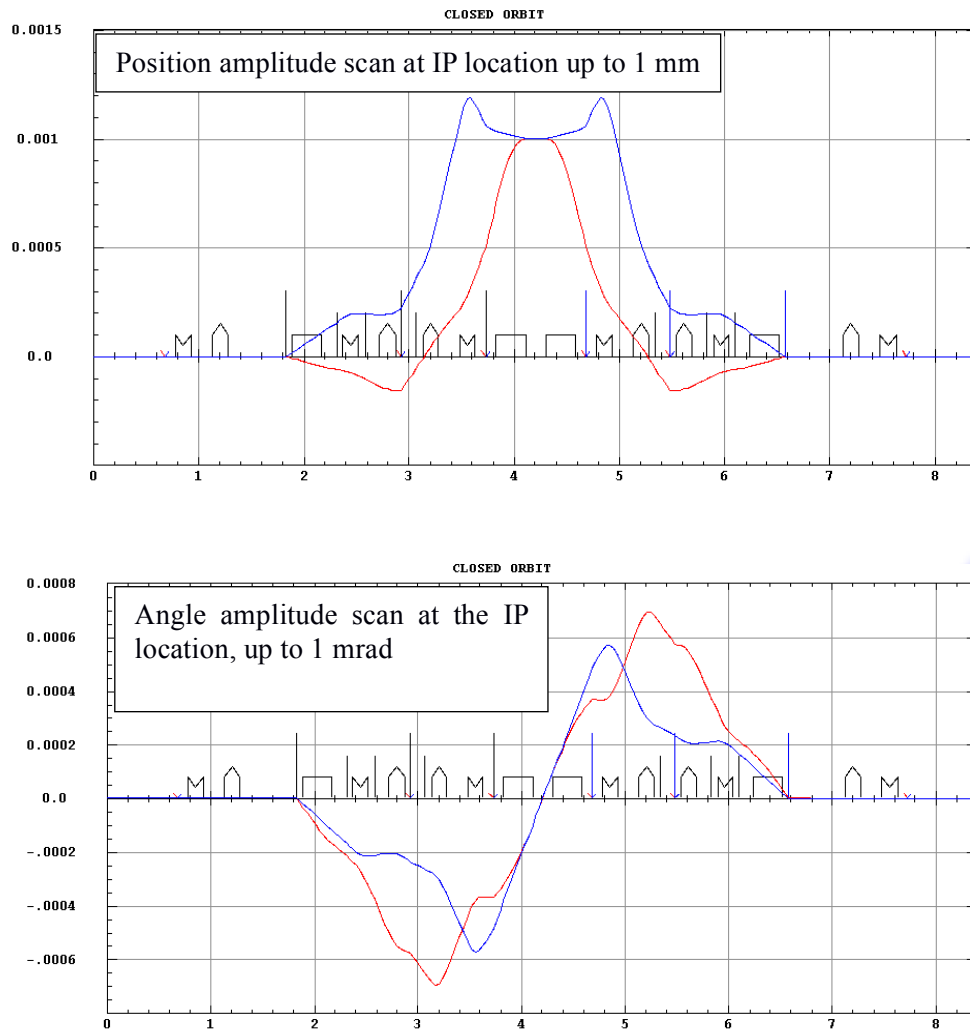 CLOSED ORBIT
0.0015
Position amplitude scan at IP location up to 1 mm
0.001
0.0005
0.0
0 1 2 3 4 5 6 7 8
CLOSED ORBIT
0.0008
Angle amplitude scan at the IP
location, up to 1 mrad
0.0006
0.0004
0.0002
0.0
-.0002
-.0004
-.0006
0 1 2 3 4 5 6 7 8